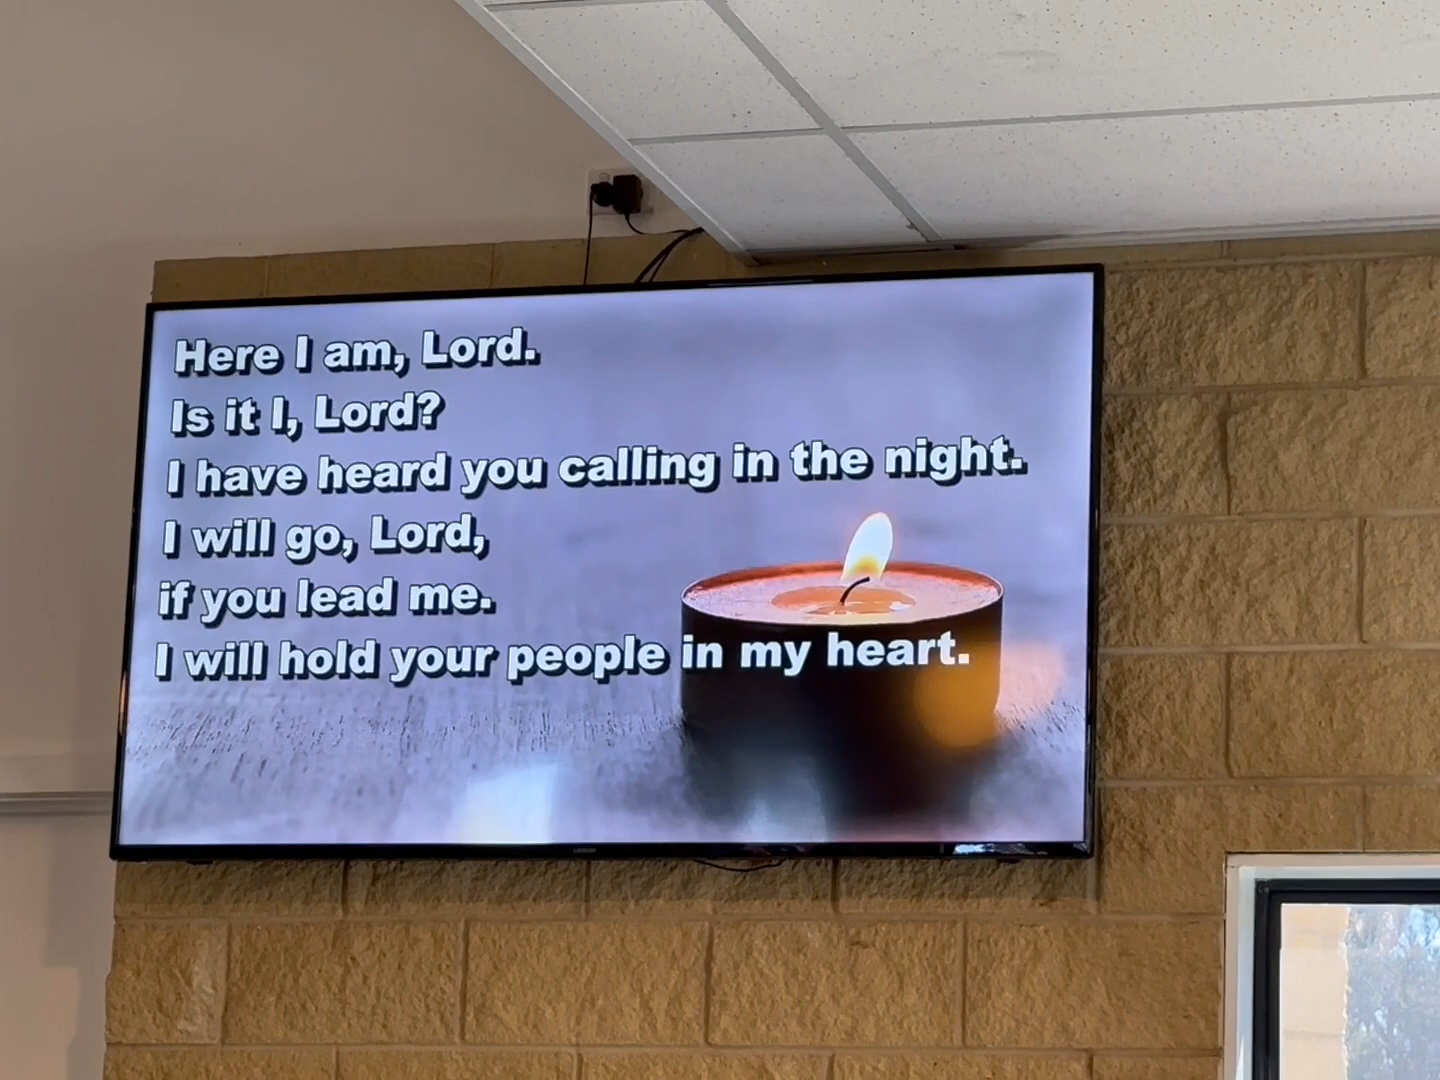 Here I am, Lord.
Is it I, Lord?
I have heard you calling in the night.
I will go, Lord,
if you lead me.
I will hold your people in my heart.